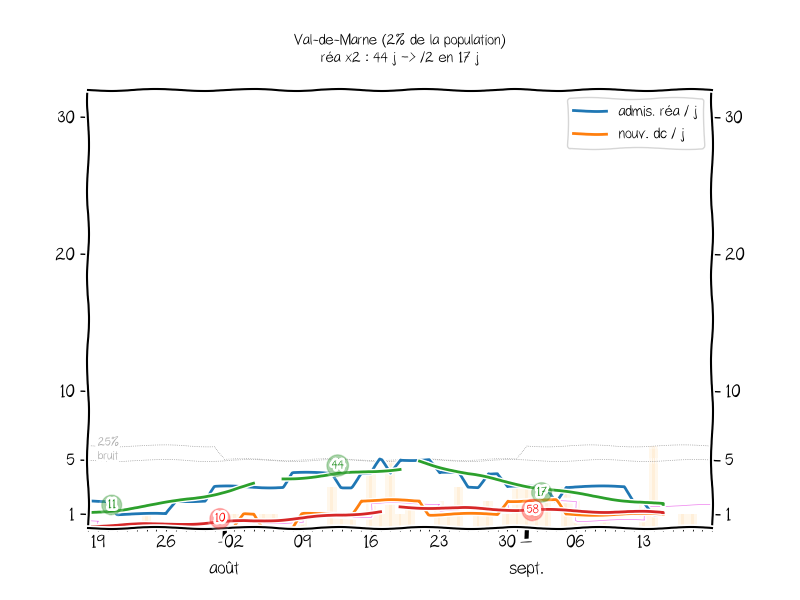 Val-de-Marne (2% de la population)
réa x2 : 44 j -> /2 en 17 j
admis. réa / j
nouv. dc / j
30 30
20 20
10 10
5 5
1 1
25%
bruit
11 10 44 17 58
19 26 02 09 16 23 30 06 13
août sept.